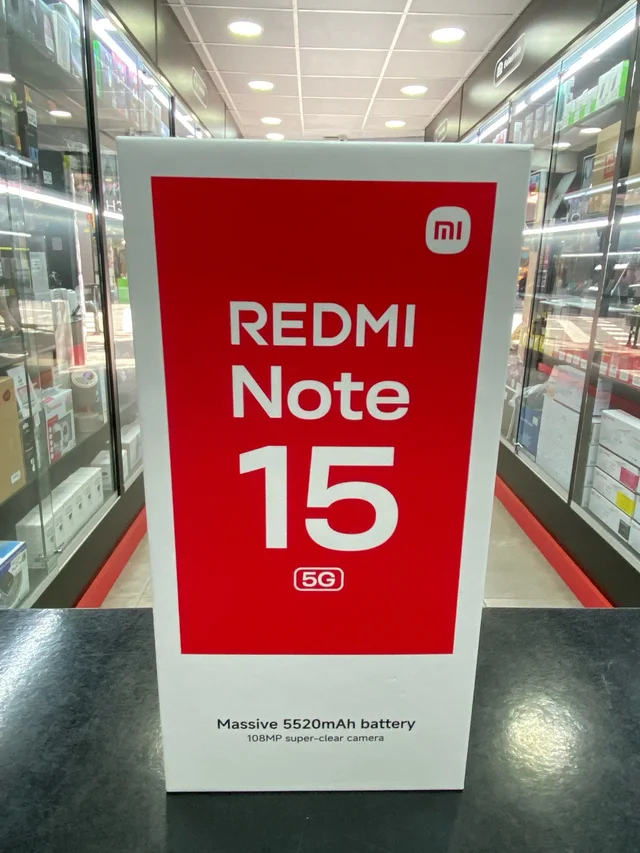 mi
REDMI
Note
15
5G
Massive 5520mAh battery
108MP super-clear camera